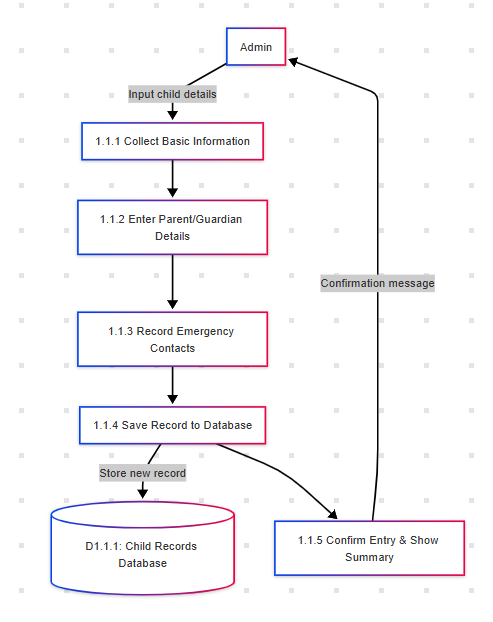 Admin
Input child details
1.1.1 Collect Basic Information
1.1.2 Enter Parent/Guardian
Details
Confirmation message
1.1.3 Record Emergency
Contacts
1.1.4 Save Record to Database
Store new record
D1.1.1: Child Records
Database
1.1.5 Confirm Entry & Show
Summary